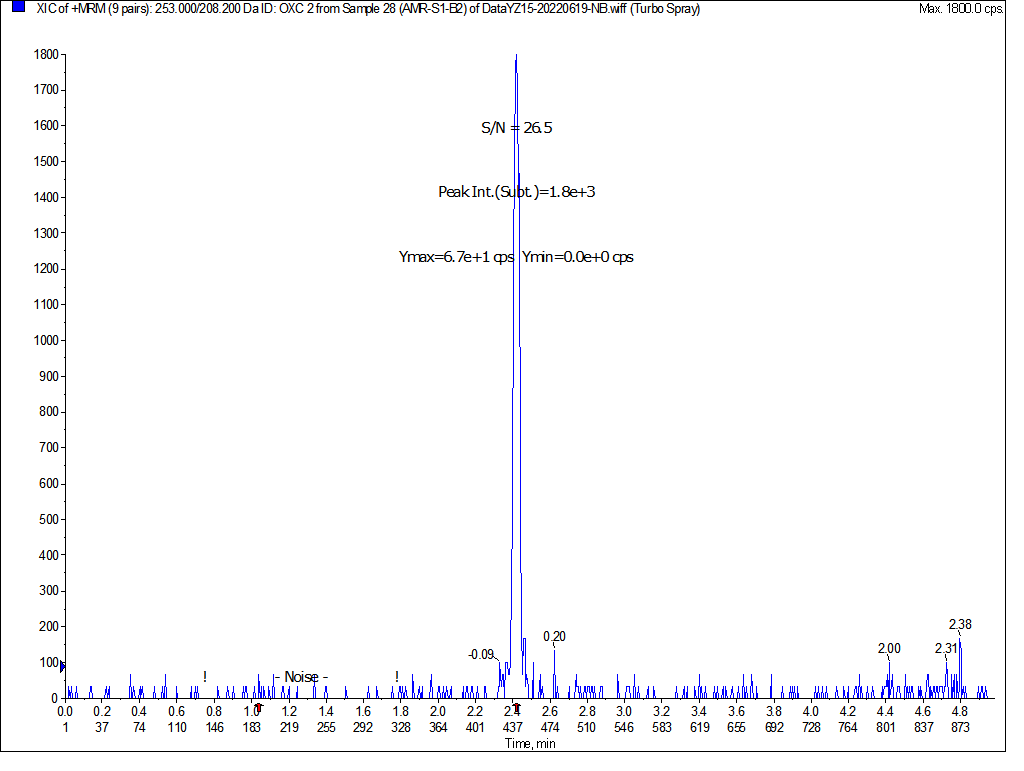 XIC of +MRM (9 pairs): 253.000/208.200 Da ID: OXC 2 from Sample 28 (AMR-S1-B2) of DataYZ15-20220619-NB.wiff (Turbo Spray)
Max. 1800.0 cps.
1800
1700
1600
1500
1400
1300
1200
1100
1000
900
800
700
600
500
400
300
200
100
0
S/N = 26.5
Peak Int.(Subt.)=1.8e+3
Ymax=6.7e+1 cps Ymin=0.0e+0 cps
-0.09
0.20
2.00
2.31
2.38
! - Noise - !
0.0 0.2 0.4 0.6 0.8 1.2 1.4 1.6 1.8 2.0 2.2 2.6 2.8 3.0 3.2 3.4 3.6 3.8 4.0 4.2 4.4 4.6 4.8
1 37 74 110 146 183 219 255 292 328 364 401 437 474 510 546 583 619 655 692 728 764 801 837 873
Time, min